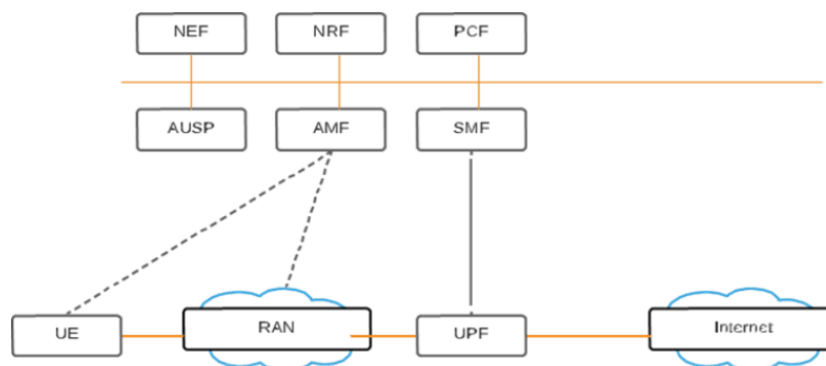 NEF
NRF
PCF
AUSP
AMF
SMF
UE
RAN
UPF
Internet